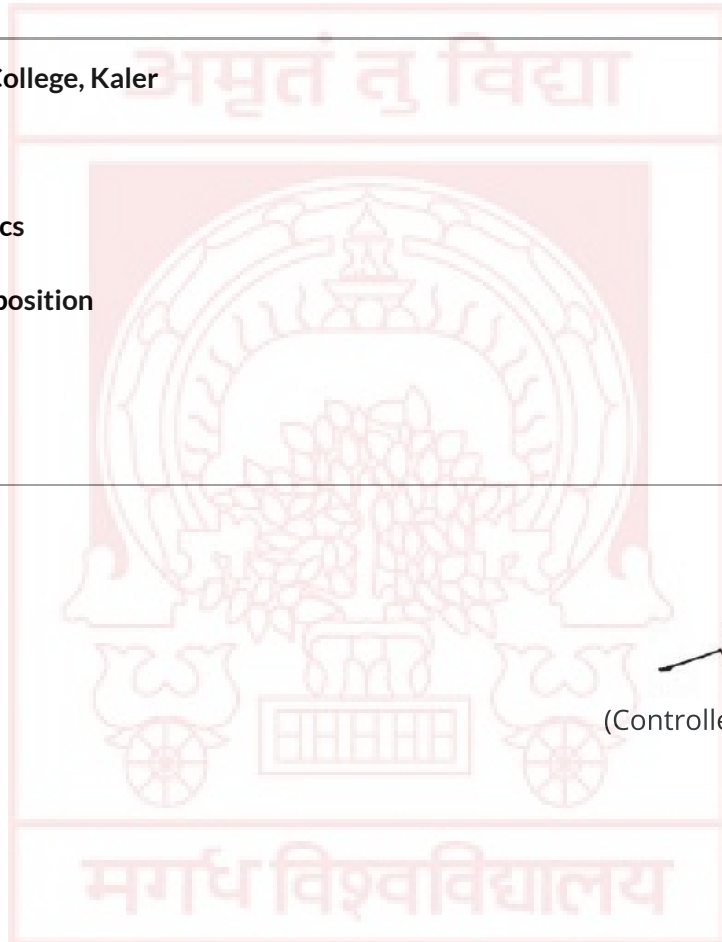 अमृतं तु विद्या
College, Kaler
cs
position
(Controlle
मगध विश्वविद्यालय